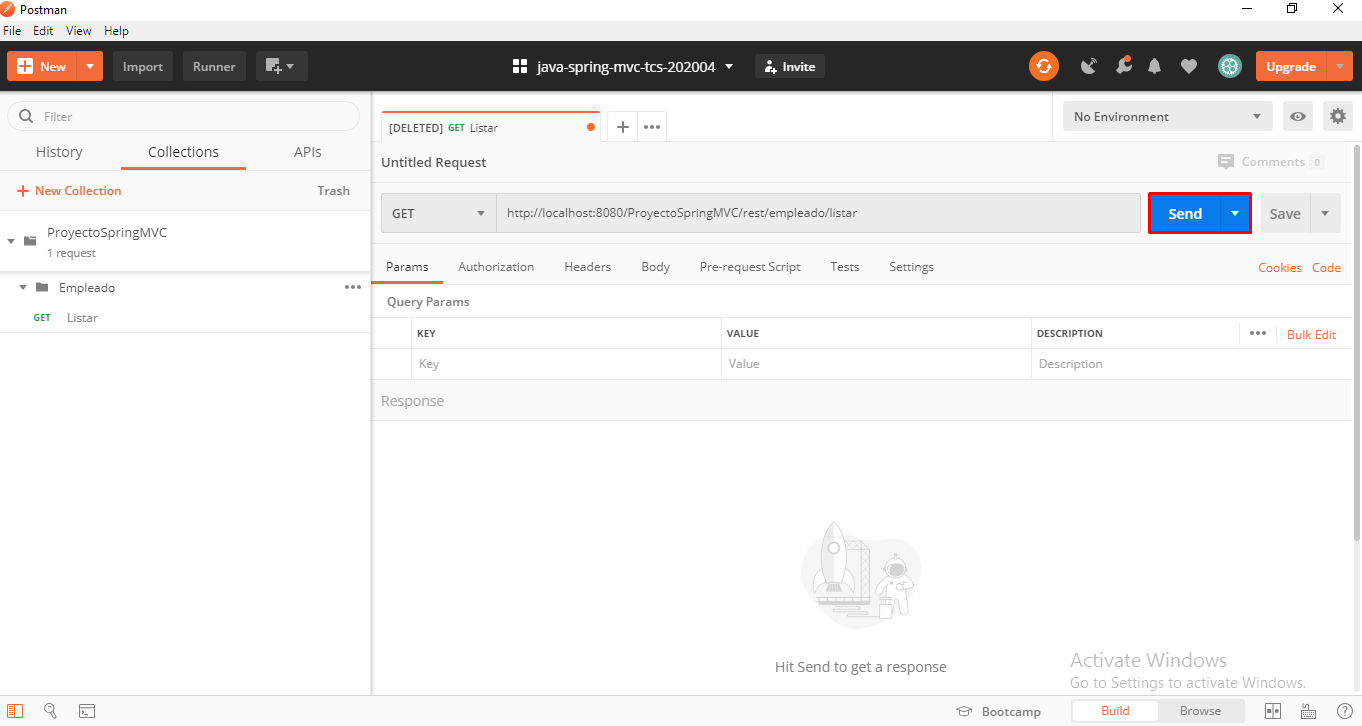 Postman
File Edit View Help
New Import Runner java-spring-mvc-tcs-202004 Invite Upgrade
Filter
History Collections APIs
New Collection Trash
ProyectoSpringMVC
1 request
Empleado
GET Listar
[DELETED] GET Listar
No Environment
Untitled Request Comments 0
GET http://localhost:8080/ProyectoSpringMVC/rest/empleado/listar Send Save
Params Authorization Headers Body Pre-request Script Tests Settings Cookies Code
Query Params
KEY VALUE DESCRIPTION Bulk Edit
Key Value Description
Response
Hit Send to get a response
Activate Windows
Go to Settings to activate Windows.
Bootcamp Build Browse